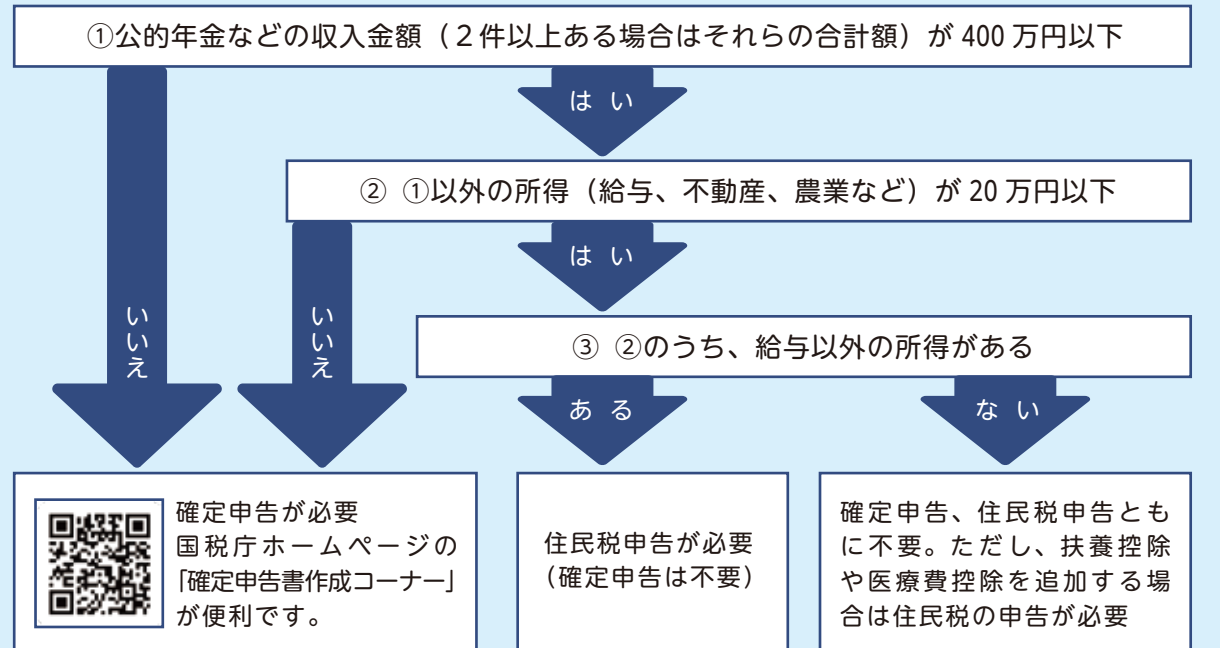 ①公的年金などの収入金額（２件以上ある場合はそれらの合計額）が 400 万円以下
はい
② ①以外の所得（給与、不動産、農業など）が 20 万円以下
はい
いいえ
いいえ
③ ②のうち、給与以外の所得がある
ある
ない
確定申告が必要
国税庁ホームページの
「確定申告書作成コーナー」
が便利です。
住民税申告が必要
（確定申告は不要）
確定申告、住民税申告とも
に不要。ただし、扶養控除
や医療費控除を追加する場
合は住民税の申告が必要